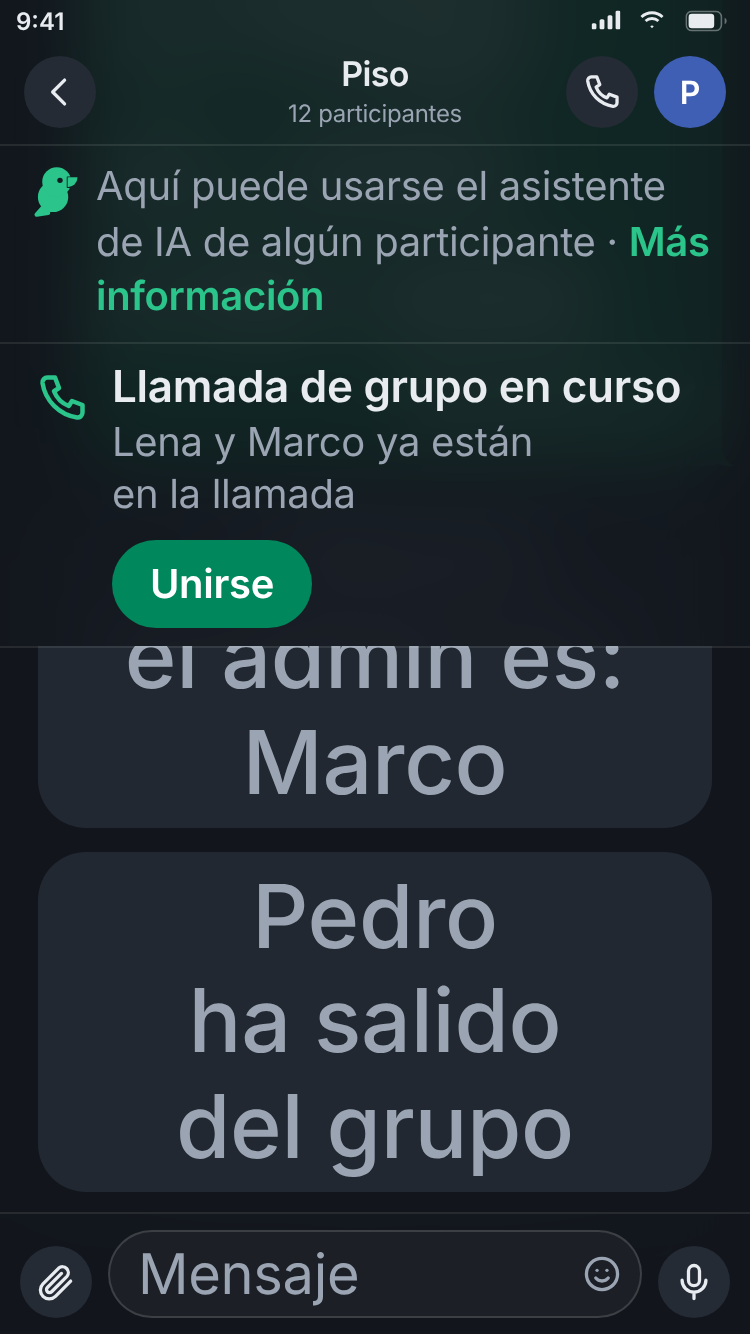 9:41
Piso
12 participantes
P
Aquí puede usarse el asistente
de IA de algún participante · Más
información
Llamada de grupo en curso
Lena y Marco ya están
en la llamada
Unirse
el admin es:
Marco
Pedro
ha salido
del grupo
Mensaje